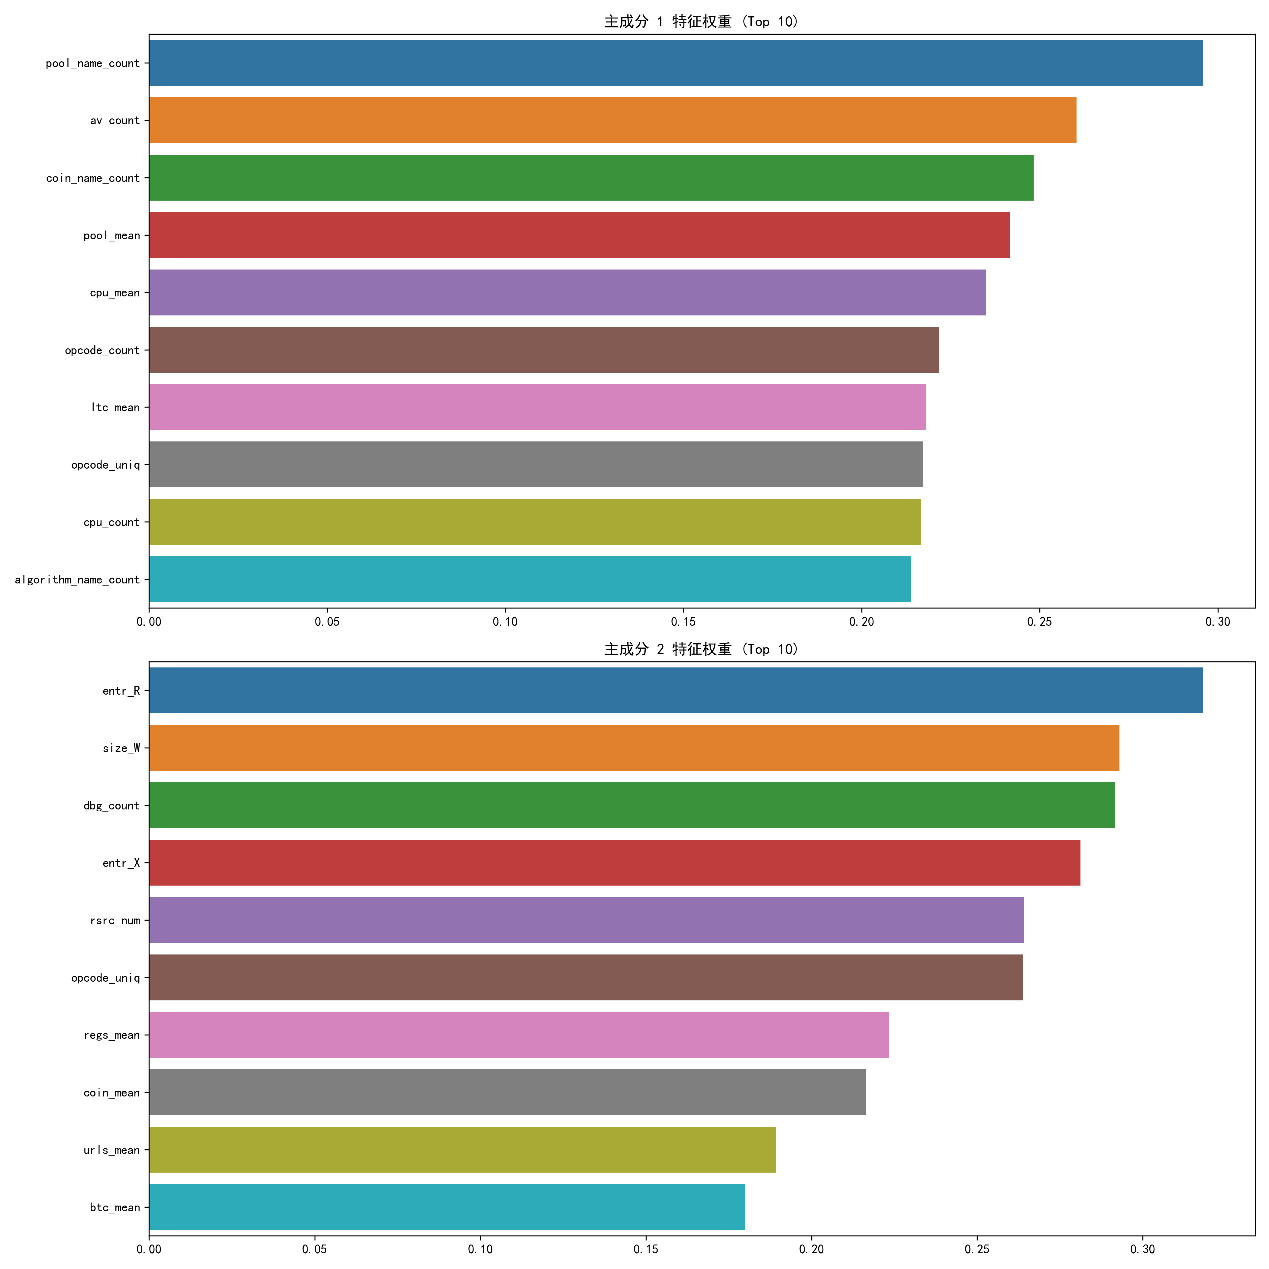 主成分 1 特征权重 (Top 10)
pool_name_count
av_count
coin_name_count
pool_mean
cpu_mean
opcode_count
ltc_mean
opcode_uniq
cpu_count
algorithm_name_count
0.00 0.05 0.10 0.15 0.20 0.25 0.30
主成分 2 特征权重 (Top 10)
entr_R
size_W
dbg_count
entr_X
rsrc_num
opcode_uniq
regs_mean
coin_mean
urls_mean
btc_mean
0.00 0.05 0.10 0.15 0.20 0.25 0.30